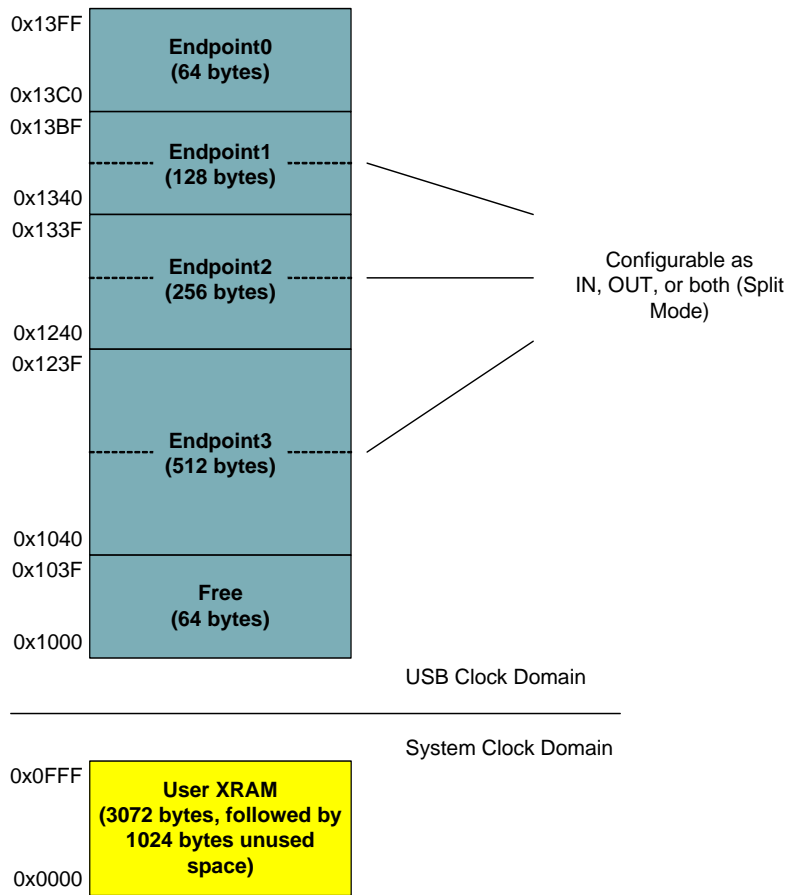 0x13FF
Endpoint0
(64 bytes)
0x13C0
0x13BF
Endpoint1
(128 bytes)
0x1340
0x133F
Endpoint2
(256 bytes)
0x1240
0x123F
Endpoint3
(512 bytes)
0x1040
0x103F
Free
(64 bytes)
0x1000
Configurable as
IN, OUT, or both (Split
Mode)
USB Clock Domain
System Clock Domain
0x0FFF
User XRAM
(3072 bytes, followed by
1024 bytes unused
space)
0x0000